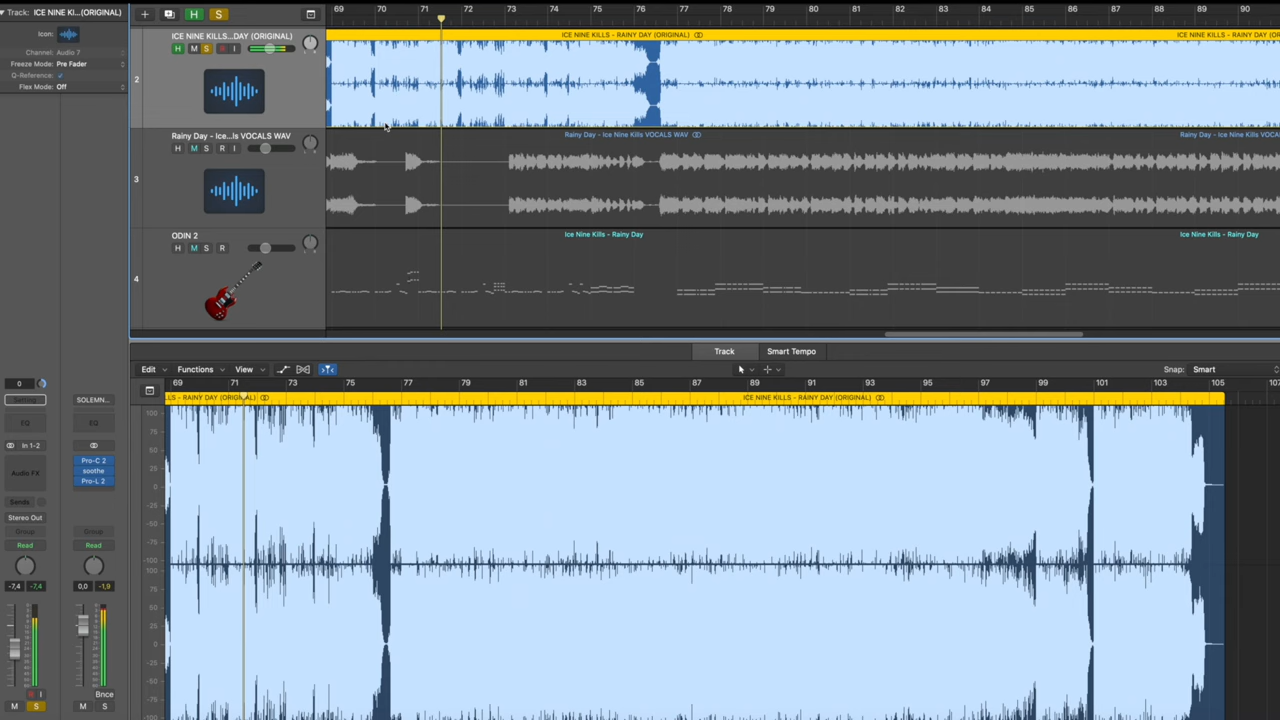 Track: ICE NINE KI...(ORIGINAL)
Icon:
Channel: Audio 7
Freeze Mode: Pre Fader
Q-Reference:
Flex Mode: Off
H S
69 70 71 72 73 74 75 76 77 78 79 80 81 82 83 84 85 86 87 88 89 90
2
ICE NINE KILLS...DAY (ORIGINAL)
H M S R I
ICE NINE KILLS - RAINY DAY (ORIGINAL)
ICE NINE KILLS - RAINY DAY (OR
3
Rainy Day - Ice...ls VOCALS WAV
H M S R I
Rainy Day - Ice Nine Kills VOCALS WAV
Rainy Day - Ice Nine Kills VOCA
4
ODIN 2
H M S R
Ice Nine Kills - Rainy Day
Ice Nine Kills - Rainy Day
Track Smart Tempo
Edit Functions View
Snap: Smart
69 71 73 75 77 79 81 83 85 87 89 91 93 95 97 99 101 103 105 107
LLS - RAINY DAY (ORIGINAL)
ICE NINE KILLS - RAINY DAY (ORIGINAL)
100
75
50
25
0
-25
-50
-75
-100
100
75
50
25
0
-25
-50
-75
-100
0
Setting SOLEMN...
EQ EQ
In 1-2
Audio FX
Pro-C 2
soothe
Pro-L 2
Sends
Stereo Out
Group Group
Read Read
-7,4 -7,4 0,0 -1,9
R I Bnce
M S M S